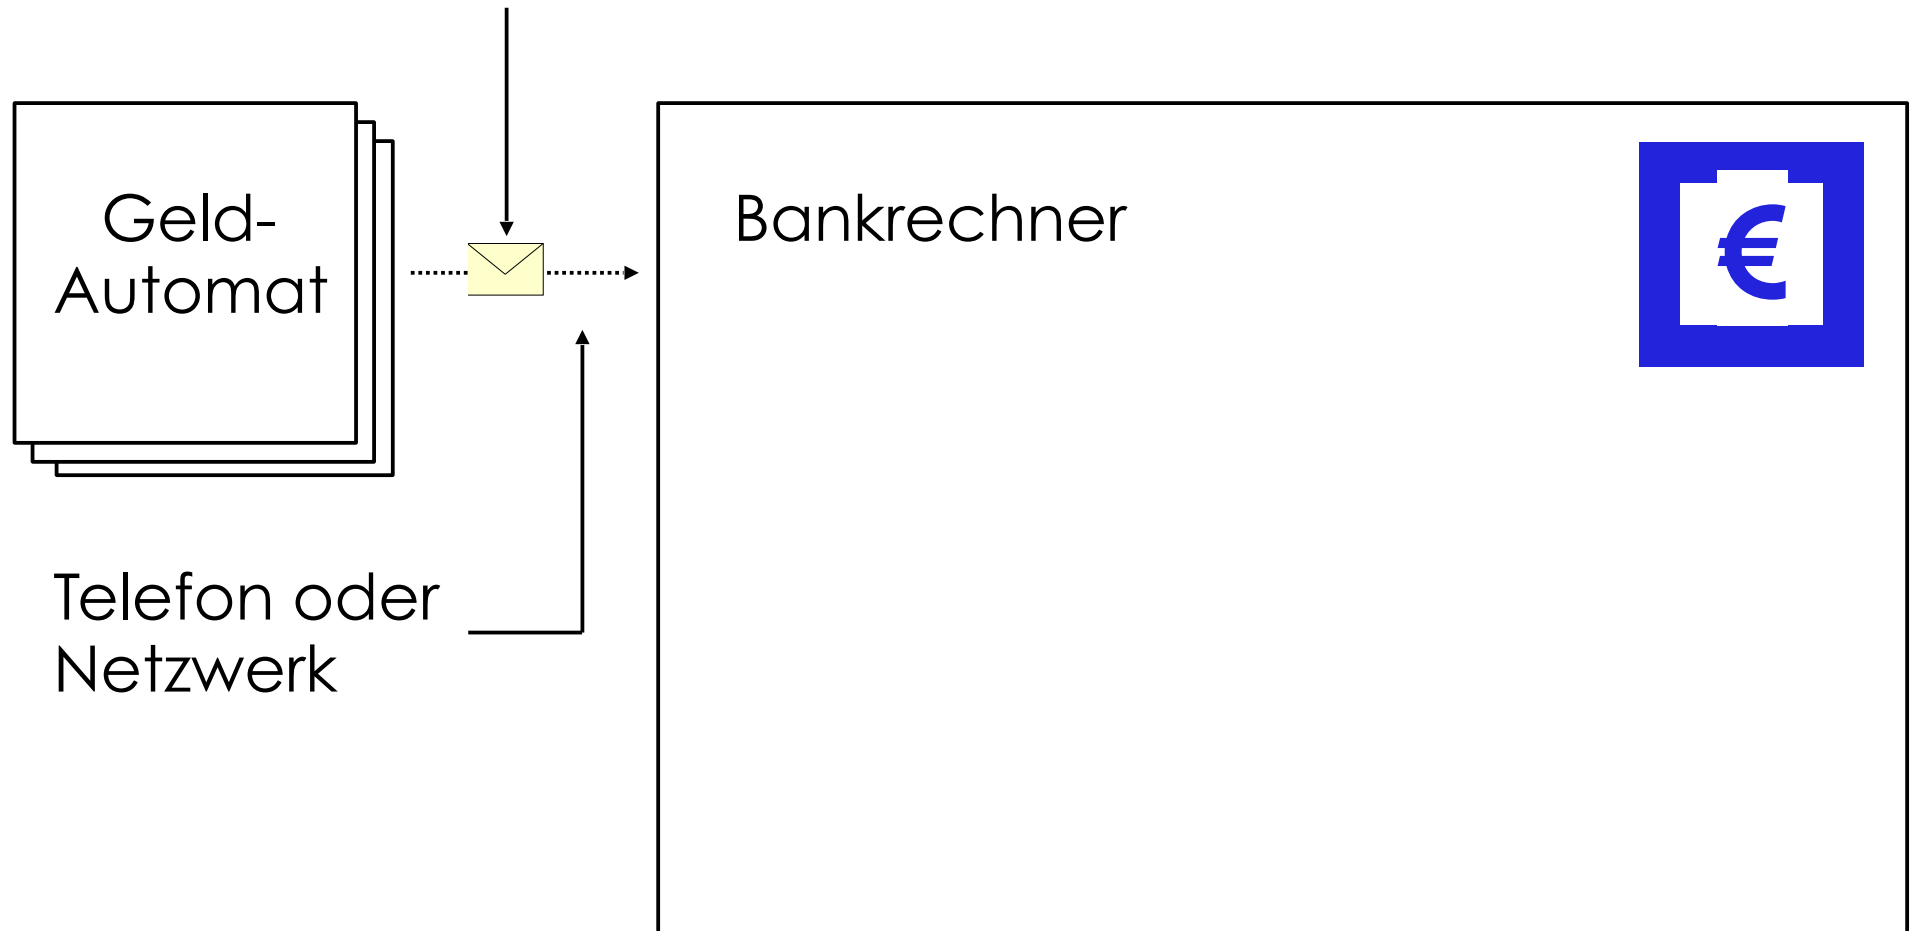 Geld-
Automat
Bankrechner
€
Telefon oder
Netzwerk